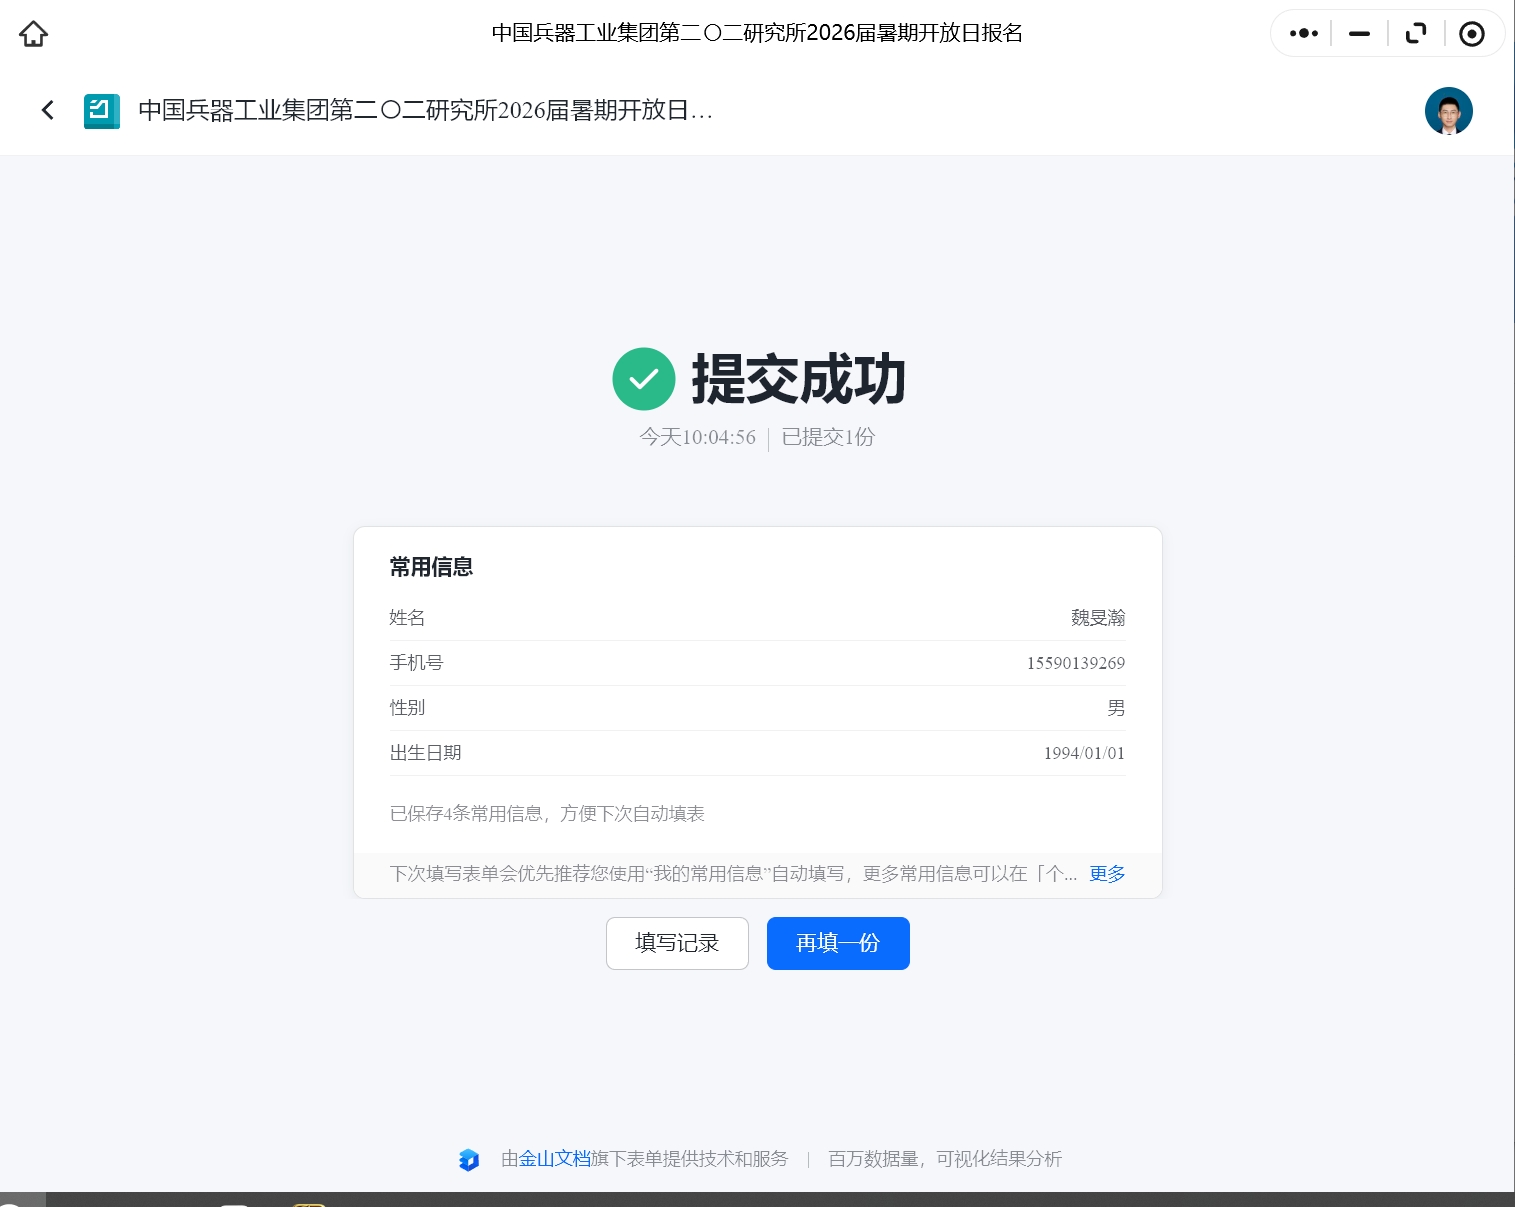 中国兵器工业集团第二〇二研究所2026届暑期开放日报名
中国兵器工业集团第二〇二研究所2026届暑期开放日…
提交成功
今天10:04:56 | 已提交1份
常用信息
姓名 魏旻瀚
手机号 15590139269
性别 男
出生日期 1994/01/01
已保存4条常用信息，方便下次自动填表
下次填写表单会优先推荐您使用“我的常用信息”自动填写，更多常用信息可以在「个... 更多
填写记录 再填一份
由金山文档旗下表单提供技术和服务 | 百万数据量，可视化结果分析